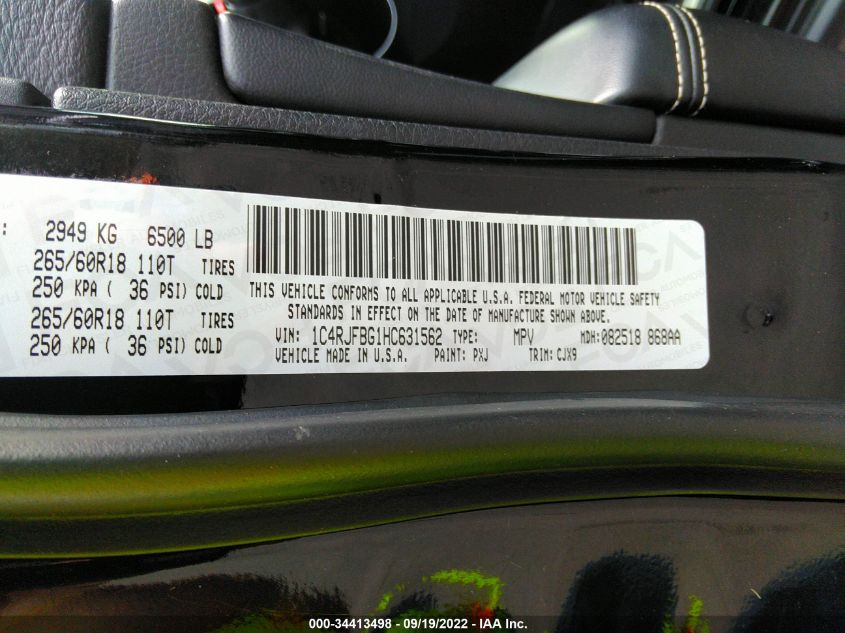 2949 KG 6500 LB
265/60R18 110T TIRES
250 KPA ( 36 PSI) COLD
265/60R18 110T TIRES
250 KPA ( 36 PSI) COLD
THIS VEHICLE CONFORMS TO ALL APPLICABLE U.S.A. FEDERAL MOTOR VEHICLE SAFETY
STANDARDS IN EFFECT ON THE DATE OF MANUFACTURE SHOWN ABOVE.
VIN: 1C4RJFBG1HC631562 TYPE: MPV MDH: 082518 868AA
VEHICLE MADE IN U.S.A. PAINT: PXJ TRIM: CJX9
000-34413498 - 09/19/2022 - IAA Inc.